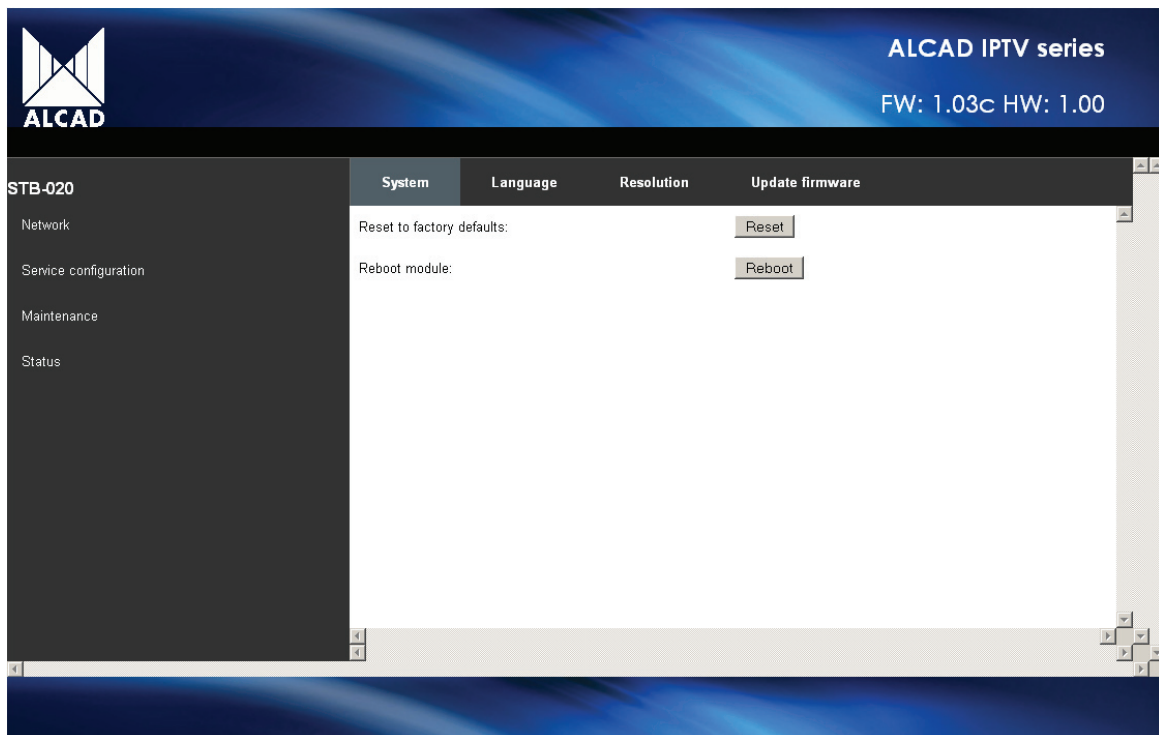 ALCAD
ALCAD IPTV series
FW: 1.03c HW: 1.00
STB-020
Network
Service configuration
Maintenance
Status
System Language Resolution Update firmware
Reset to factory defaults: Reset
Reboot module: Reboot